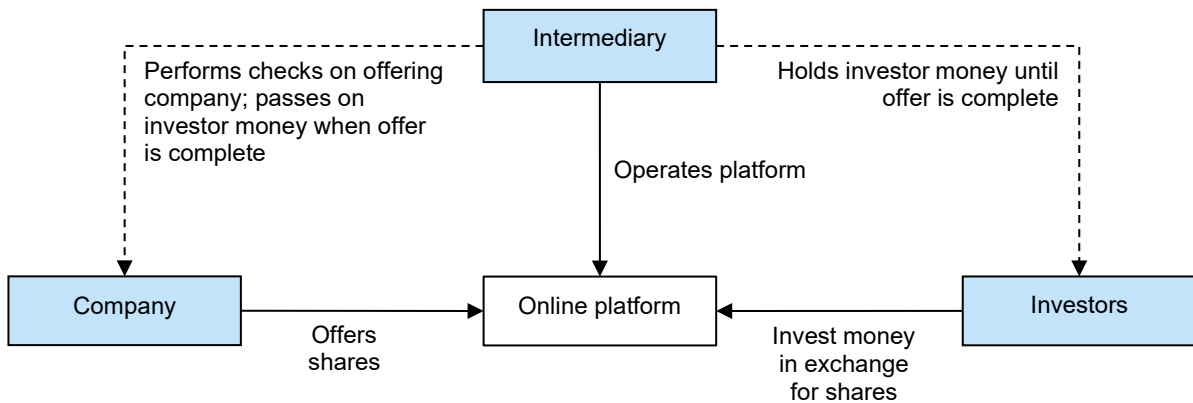 Intermediary
Performs checks on offering
company; passes on
investor money when offer
is complete
Holds investor money until
offer is complete
Operates platform
Company
Online platform
Investors
Offers
shares
Invest money
in exchange
for shares